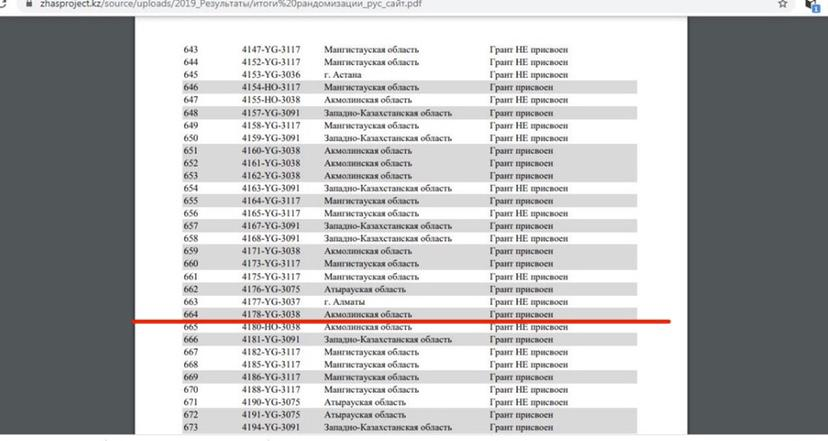 zhasproject.kz/source/uploads/2019_Результаты/итоги%20рандомизации_рус_сайт.pdf
643 4147-YG-3117 Мангистауская область Грант НЕ присвоен
644 4152-YG-3117 Мангистауская область Грант НЕ присвоен
645 4153-YG-3036 г. Астана Грант НЕ присвоен
646 4154-HO-3117 Мангистауская область Грант присвоен
647 4155-HO-3038 Акмолинская область Грант НЕ присвоен
648 4157-YG-3091 Западно-Казахстанская область Грант присвоен
649 4158-YG-3117 Мангистауская область Грант НЕ присвоен
650 4159-YG-3091 Западно-Казахстанская область Грант НЕ присвоен
651 4160-YG-3038 Акмолинская область Грант присвоен
652 4161-YG-3038 Акмолинская область Грант присвоен
653 4162-YG-3038 Акмолинская область Грант присвоен
654 4163-YG-3091 Западно-Казахстанская область Грант НЕ присвоен
655 4164-YG-3117 Мангистауская область Грант присвоен
656 4165-YG-3117 Мангистауская область Грант НЕ присвоен
657 4167-YG-3091 Западно-Казахстанская область Грант присвоен
658 4168-YG-3091 Западно-Казахстанская область Грант НЕ присвоен
659 4171-YG-3038 Акмолинская область Грант присвоен
660 4173-YG-3117 Мангистауская область Грант присвоен
661 4175-YG-3117 Мангистауская область Грант НЕ присвоен
662 4176-YG-3075 Атырауская область Грант присвоен
663 4177-YG-3037 г. Алматы Грант НЕ присвоен
664 4178-YG-3038 Акмолинская область Грант присвоен
665 4180-HO-3038 Акмолинская область Грант НЕ присвоен
666 4181-YG-3091 Западно-Казахстанская область Грант присвоен
667 4182-YG-3117 Мангистауская область Грант НЕ присвоен
668 4185-YG-3117 Мангистауская область Грант НЕ присвоен
669 4186-YG-3117 Мангистауская область Грант присвоен
670 4188-YG-3117 Мангистауская область Грант НЕ присвоен
671 4190-YG-3075 Атырауская область Грант НЕ присвоен
672 4191-YG-3075 Атырауская область Грант присвоен
673 4194-YG-3091 Западно-Казахстанская область Грант присвоен